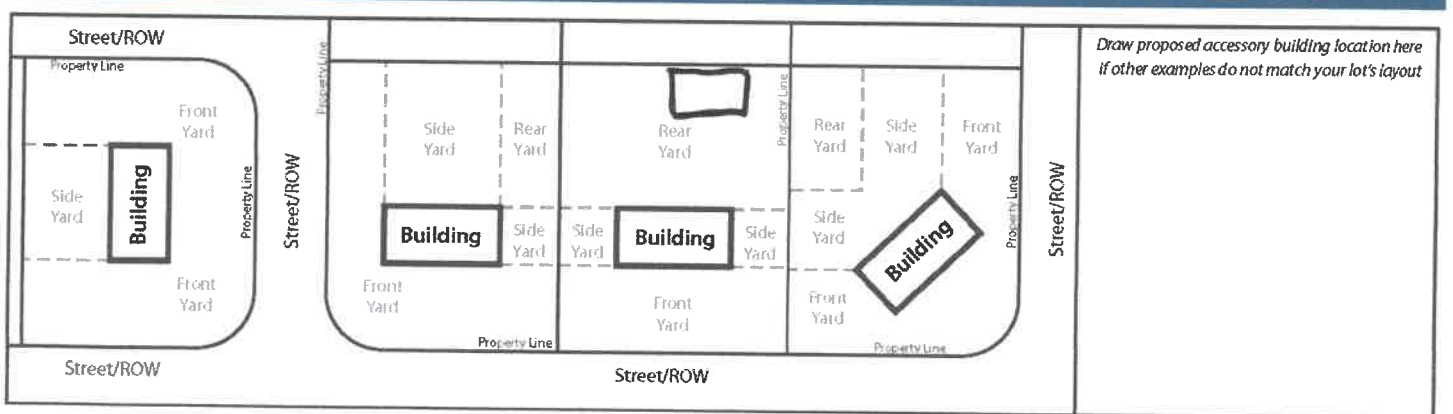 Street/ROW
Property Line
Front
Yard
Side
Yard
Building
Property Line
Front
Yard
Street/ROW
Street/ROW
Property Line
Side
Yard
Rear
Yard
Building
Side
Yard
Front
Yard
Property Line
Rear
Yard
Property Line
Side
Yard
Building
Side
Yard
Front
Yard
Street/ROW
Rear
Yard
Side
Yard
Front
Yard
Side
Yard
Building
Front
Yard
Property Line
Property Line
Street/ROW
Draw proposed accessory building location here
if other examples do not match your lot's layout